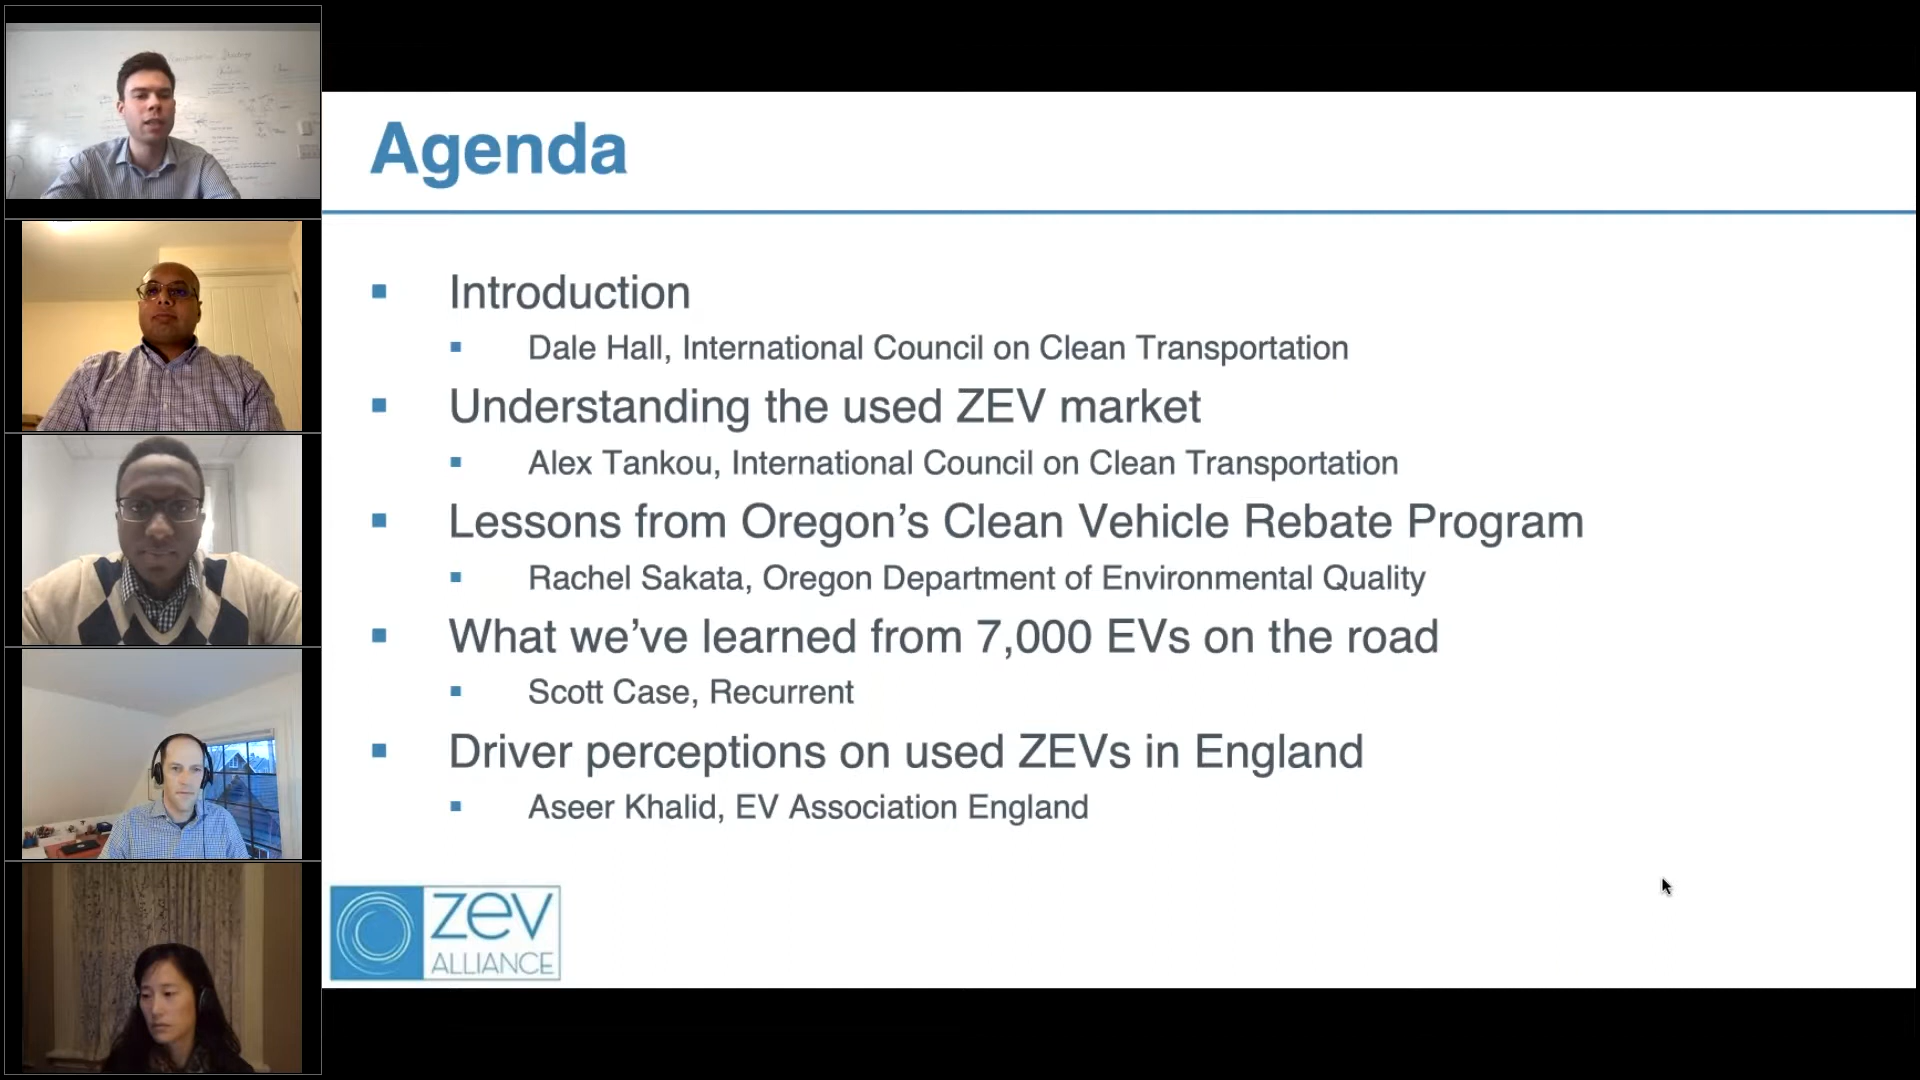 Agenda
Introduction
Dale Hall, International Council on Clean Transportation
Understanding the used ZEV market
Alex Tankou, International Council on Clean Transportation
Lessons from Oregon’s Clean Vehicle Rebate Program
Rachel Sakata, Oregon Department of Environmental Quality
What we’ve learned from 7,000 EVs on the road
Scott Case, Recurrent
Driver perceptions on used ZEVs in England
Aseer Khalid, EV Association England
zev
ALLIANCE